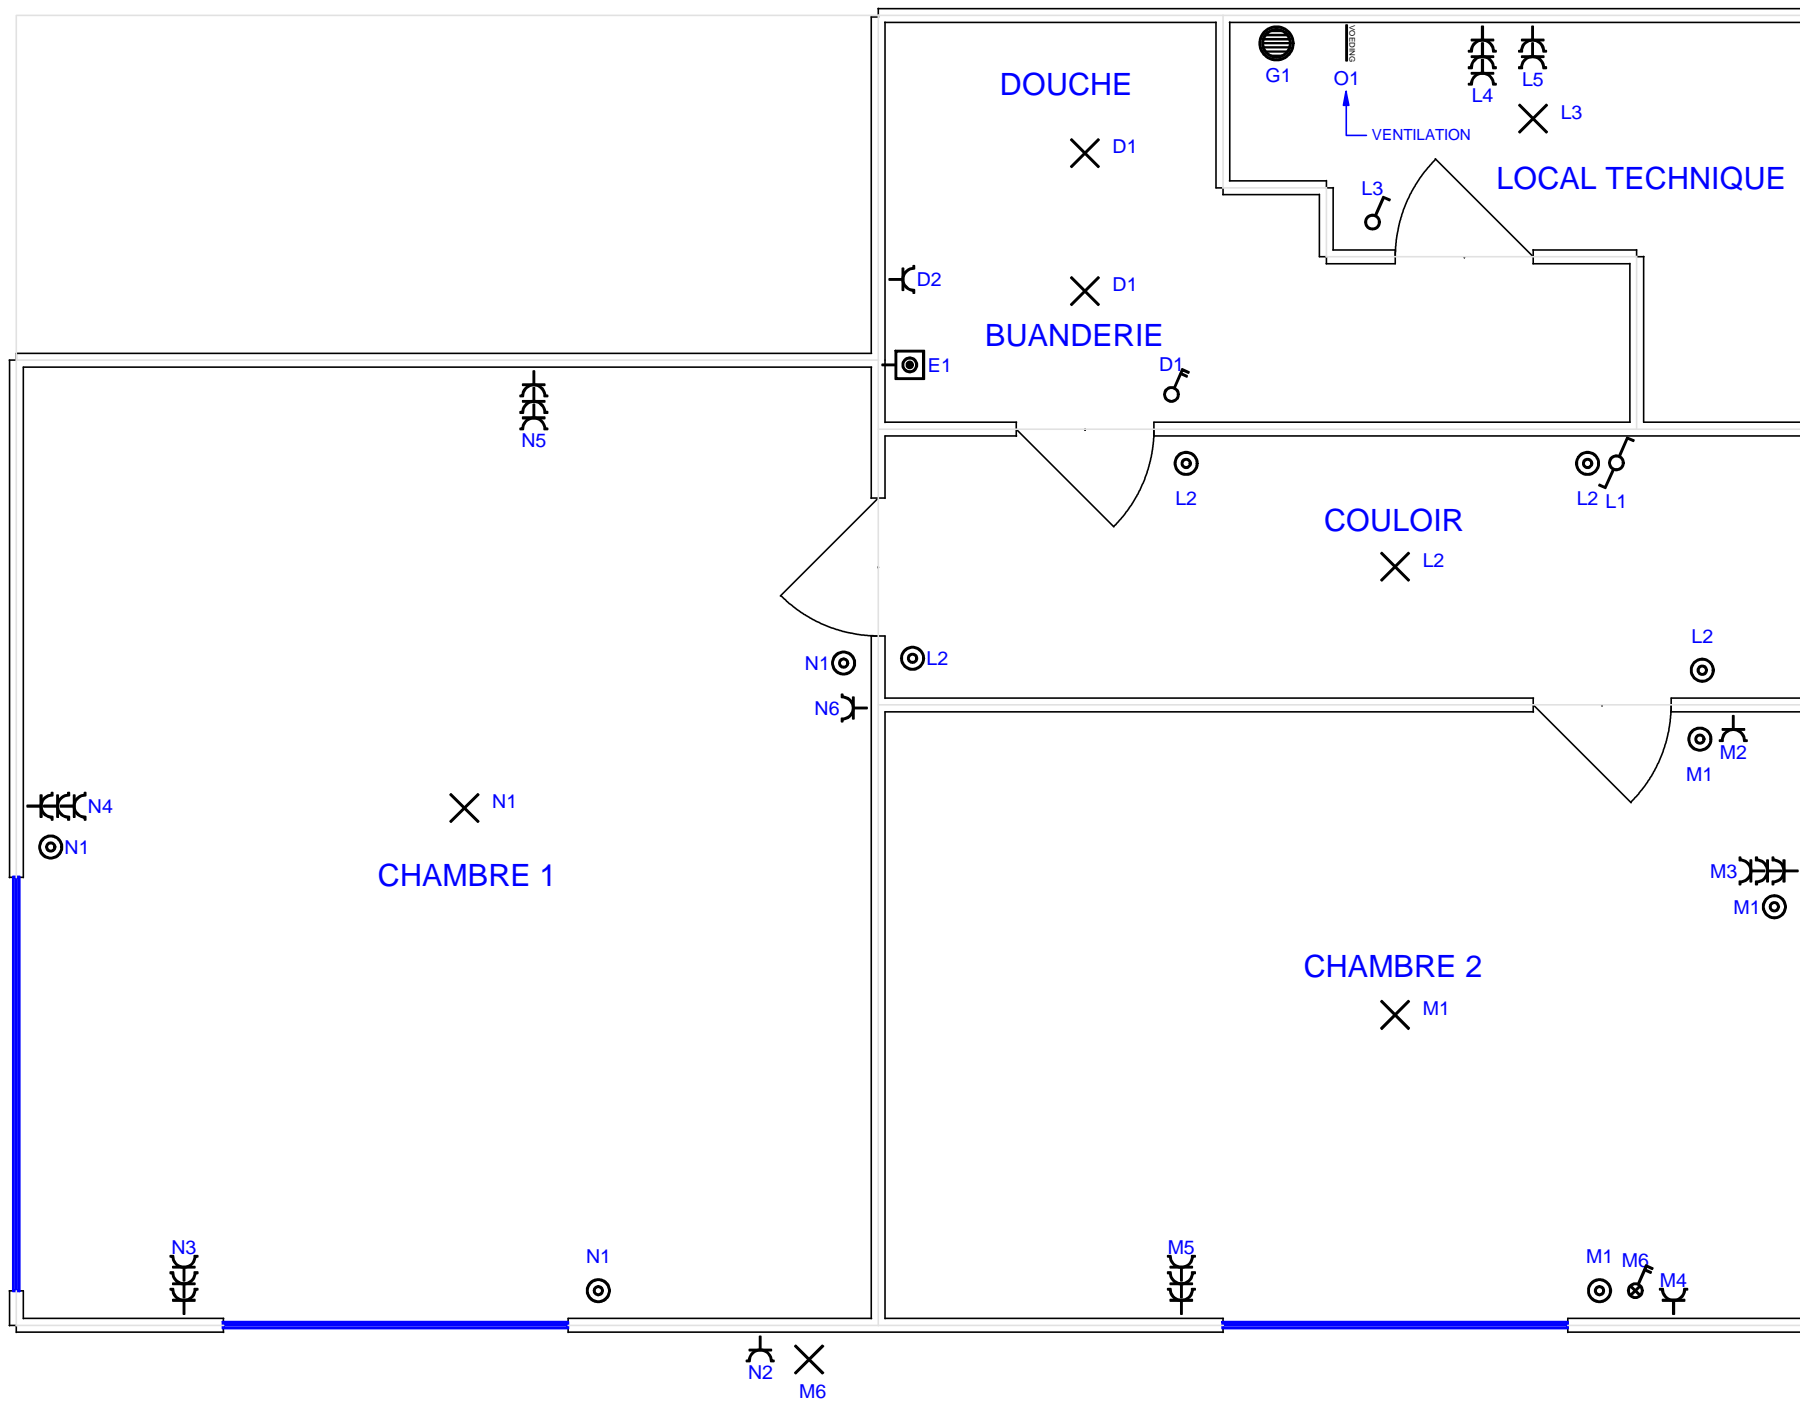 VOEDING
G1
O1
L4
L5
DOUCHE
L3
VENTILATION
D1
LOCAL TECHNIQUE
L3
D2
D1
BUANDERIE
E1
D1
N5
L2
L2
L1
COULOIR
L2
L2
N1
L2
N6
M2
M1
N4
N1
N1
CHAMBRE 1
M3
M1
CHAMBRE 2
M1
N3
N1
M5
M1
M6
M4
N2
M6